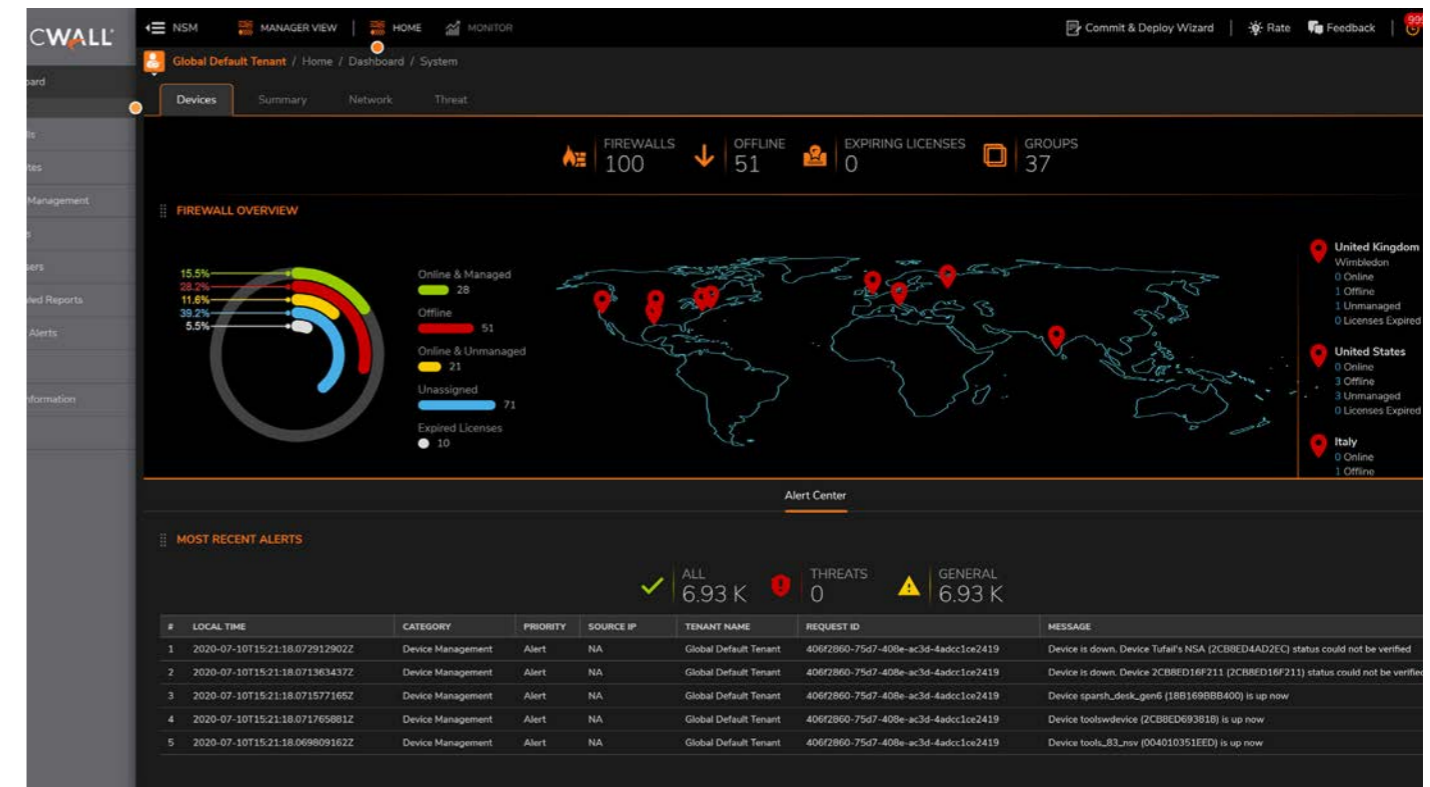 CWALL
NSM MANAGER VIEW HOME MONITOR Commit & Deploy Wizard Rate Feedback
Global Default Tenant / Home / Dashboard / System
Devices Summary Network Threat
FIREWALLS 100 OFFLINE 51 EXPIRING LICENSES 0 GROUPS 37
Management
Alerts
FIREWALL OVERVIEW
15.5%
28.2%
11.6%
39.2%
5.5%
Online & Managed
28
Offline
51
Online & Unmanaged
21
Unassigned
71
Expired Licenses
10
United Kingdom
Wimbledon
0 Online
1 Offline
1 Unmanaged
0 Licenses Expired
United States
0 Online
3 Offline
3 Unmanaged
0 Licenses Expired
Italy
0 Online
1 Offline
Alert Center
MOST RECENT ALERTS
ALL 6.93 K THREATS 0 GENERAL 6.93 K
# LOCAL TIME CATEGORY PRIORITY SOURCE IP TENANT NAME REQUEST ID MESSAGE
1 2020-07-10T15:21:18.072912902Z Device Management Alert NA Global Default Tenant 406f2860-75d7-408e-ac3d-4adcc1ce2419 Device is down. Device Tufail's NSA (2CB8ED4AD2EC) status could not be verified
2 2020-07-10T15:21:18.071363437Z Device Management Alert NA Global Default Tenant 406f2860-75d7-408e-ac3d-4adcc1ce2419 Device is down. Device 2CB8ED16F211 (2CB8ED16F211) status could not be verified
3 2020-07-10T15:21:18.071577165Z Device Management Alert NA Global Default Tenant 406f2860-75d7-408e-ac3d-4adcc1ce2419 Device sparsh_desk_gen6 (18B169BBB400) is up now
4 2020-07-10T15:21:18.071765881Z Device Management Alert NA Global Default Tenant 406f2860-75d7-408e-ac3d-4adcc1ce2419 Device toolswdevice (2CB8ED693818) is up now
5 2020-07-10T15:21:18.069809162Z Device Management Alert NA Global Default Tenant 406f2860-75d7-408e-ac3d-4adcc1ce2419 Device tools_83_nsv (004010351EED) is up now